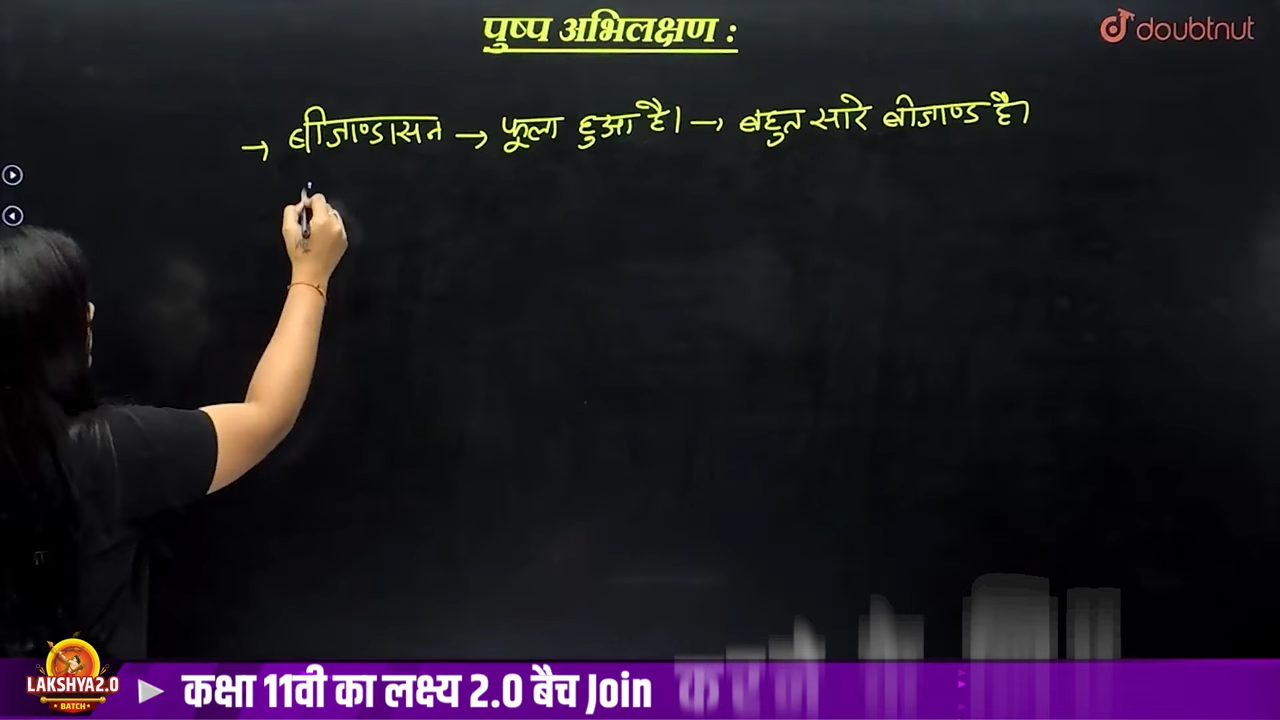 पुष्प अभिलक्षण :
doubtnut
→ बीजाण्डासन → फूला हुआ है। → बहुत सारे बीजाण्ड है।
LAKSHYA2.0
BATCH
कक्षा 11वी का लक्ष्य 2.0 बैच Join